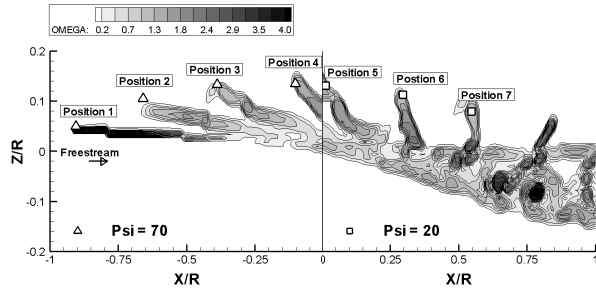 OMEGA: 0.2 0.7 1.3 1.8 2.4 2.9 3.5 4.0
0.2
Position 4
Position 3
Position 5
Position 2
Position 6
0.1
Position 7
Position 1
Z/R
0
Freestream
-0.1
Psi = 70
Psi = 20
-0.2
-1 -0.75 -0.5 -0.25 0 0.25 0.5 0.75 1
X/R X/R